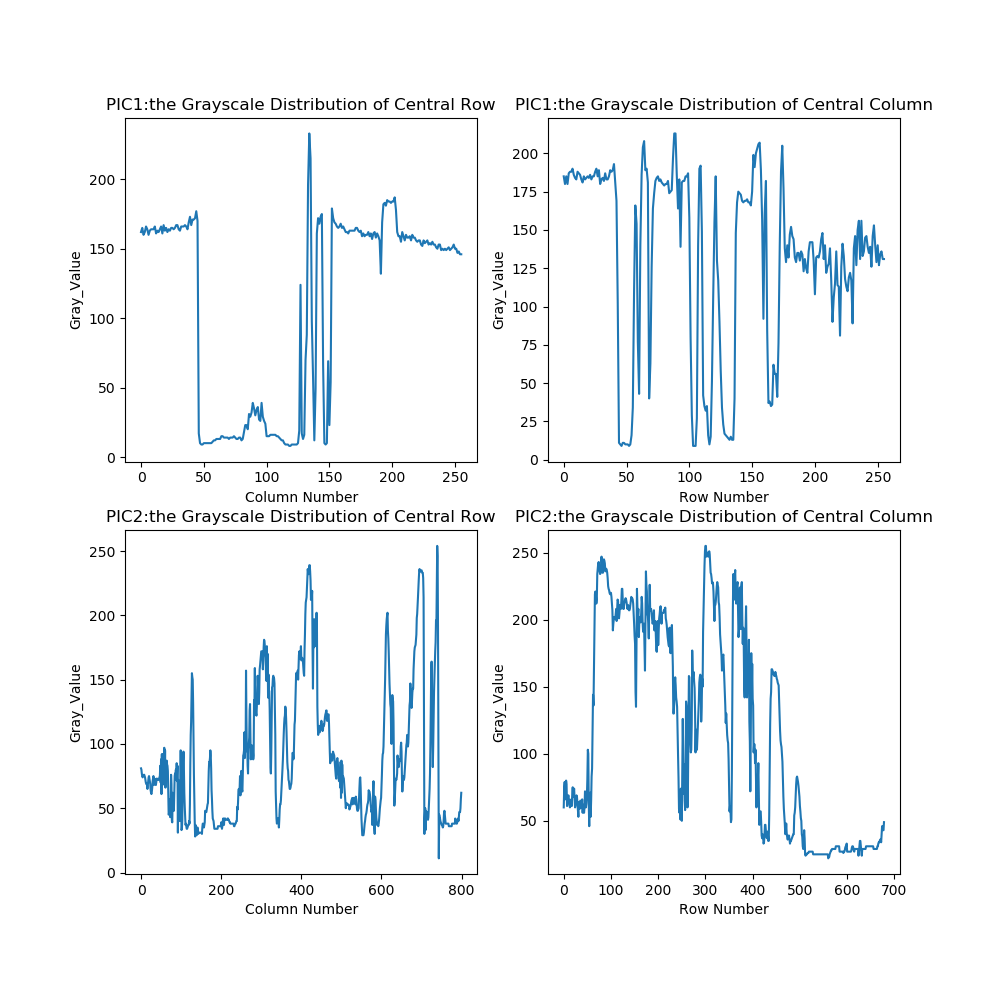 PIC1:the Grayscale Distribution of Central Row
200
150
100
50
0
Gray_Value
0 50 100 150 200 250
Column Number
PIC1:the Grayscale Distribution of Central Column
200
175
150
125
100
75
50
25
0
Gray_Value
0 50 100 150 200 250
Row Number
PIC2:the Grayscale Distribution of Central Row
250
200
150
100
50
0
Gray_Value
0 200 400 600 800
Column Number
PIC2:the Grayscale Distribution of Central Column
250
200
150
100
50
Gray_Value
0 100 200 300 400 500 600 700
Row Number